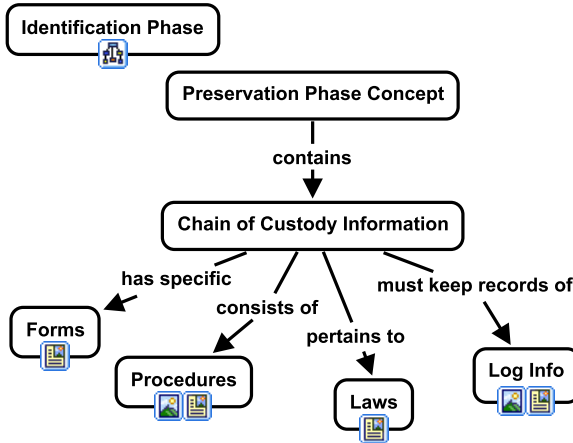 Identification Phase
Preservation Phase Concept
contains
Chain of Custody Information
has specific
must keep records of
consists of
pertains to
Forms
Procedures
Laws
Log Info